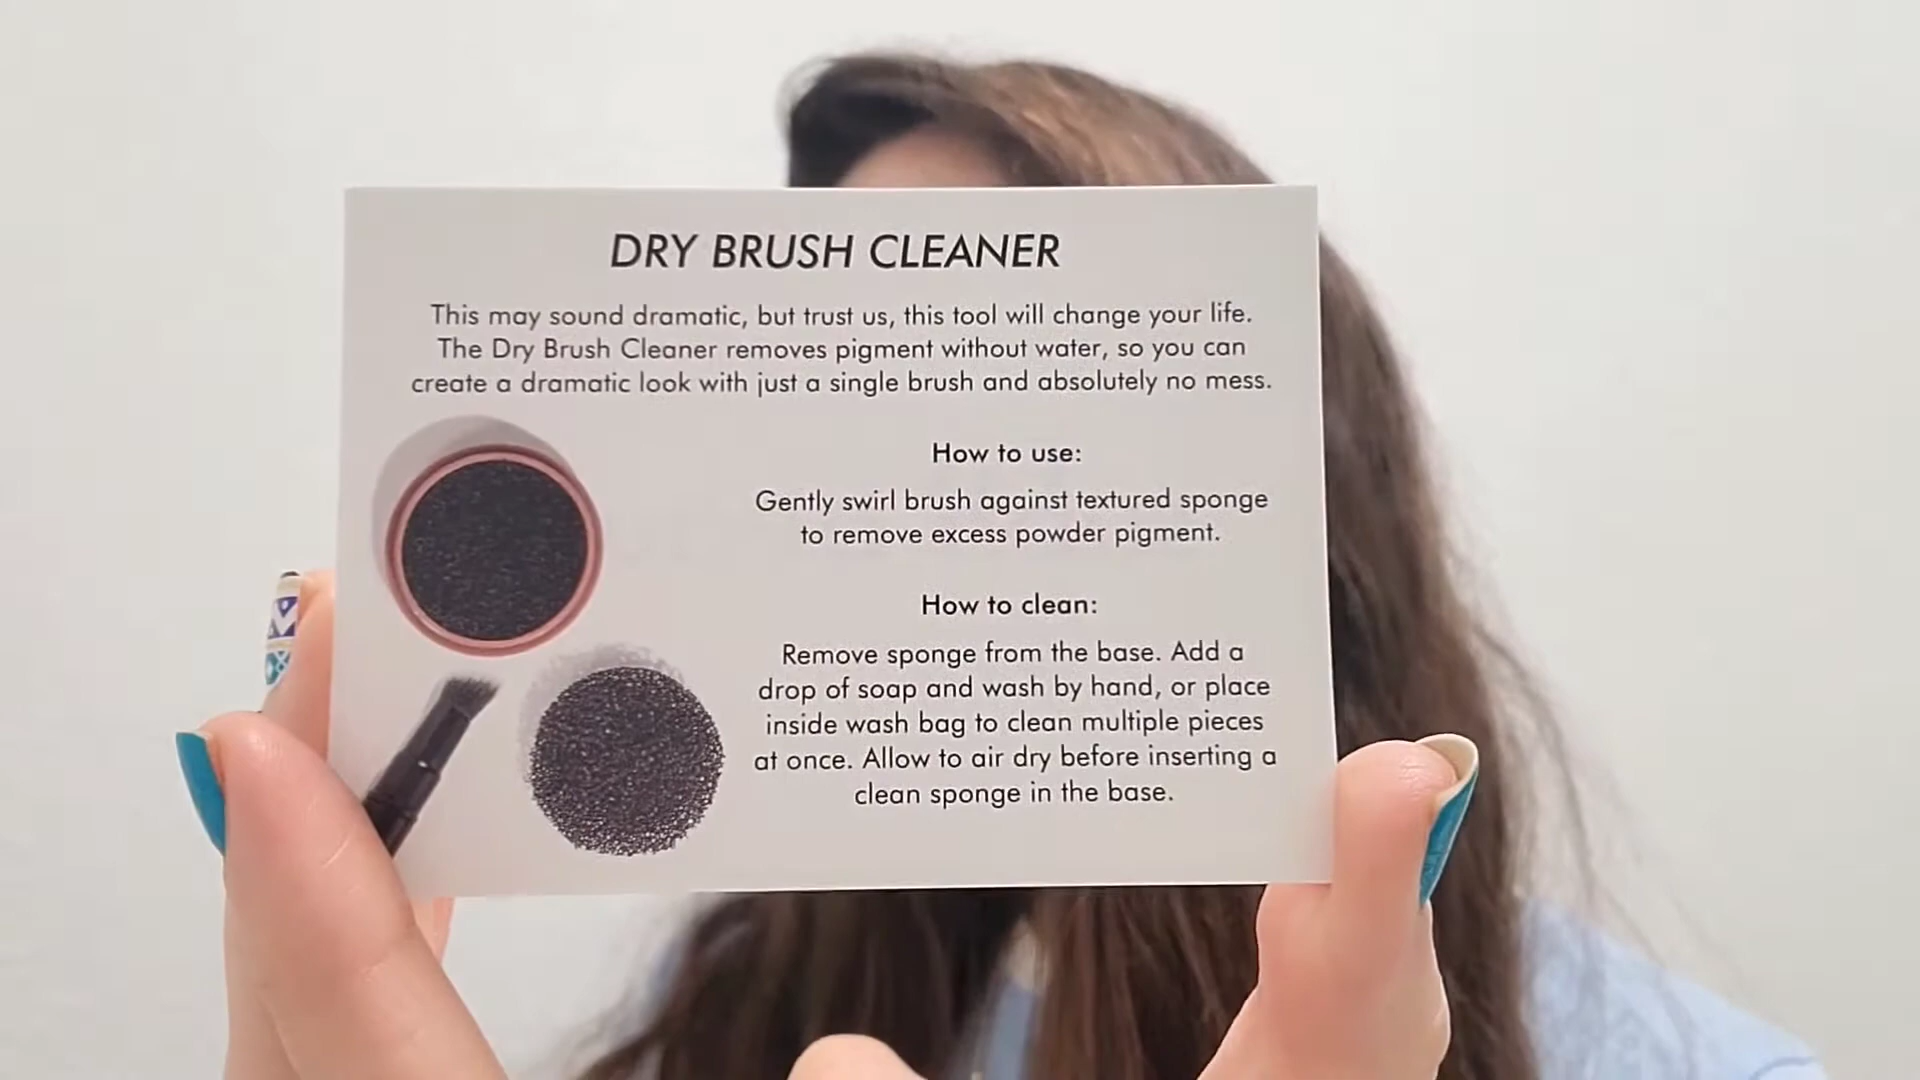 DRY BRUSH CLEANER
This may sound dramatic, but trust us, this tool will change your life.
The Dry Brush Cleaner removes pigment without water, so you can
create a dramatic look with just a single brush and absolutely no mess.
How to use:
Gently swirl brush against textured sponge
to remove excess powder pigment.
How to clean:
Remove sponge from the base. Add a
drop of soap and wash by hand, or place
inside wash bag to clean multiple pieces
at once. Allow to air dry before inserting a
clean sponge in the base.